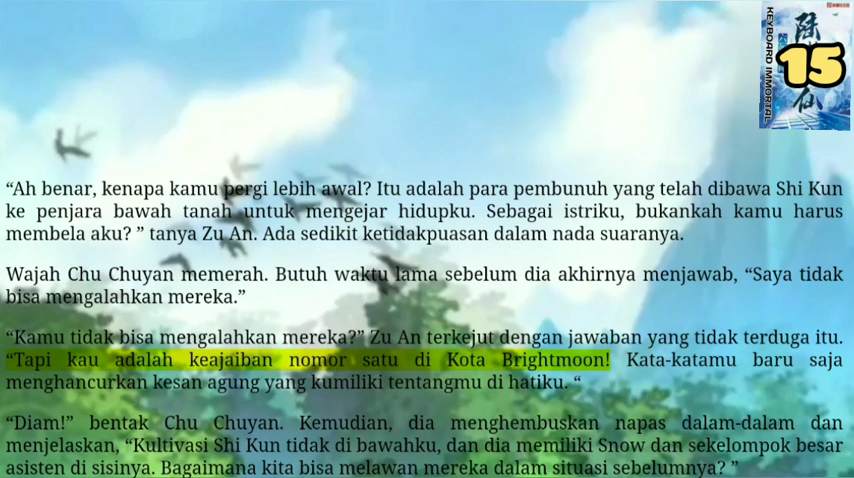 KEYBOARD IMMORTAL
15
“Ah benar, kenapa kamu pergi lebih awal? Itu adalah para pembunuh yang telah dibawa Shi Kun
ke penjara bawah tanah untuk mengejar hidupku. Sebagai istriku, bukankah kamu harus
membela aku? ” tanya Zu An. Ada sedikit ketidakpuasan dalam nada suaranya.
Wajah Chu Chuyan memerah. Butuh waktu lama sebelum dia akhirnya menjawab, “Saya tidak
bisa mengalahkan mereka.”
“Kamu tidak bisa mengalahkan mereka?” Zu An terkejut dengan jawaban yang tidak terduga itu.
“Tapi kau adalah keajaiban nomor satu di Kota Brightmoon! Kata-katamu baru saja
menghancurkan kesan agung yang kumiliki tentangmu di hatiku. “
“Diam!” bentak Chu Chuyan. Kemudian, dia menghembuskan napas dalam-dalam dan
menjelaskan, “Kultivasi Shi Kun tidak di bawahku, dan dia memiliki Snow dan sekelompok besar
asisten di sisinya. Bagaimana kita bisa melawan mereka dalam situasi sebelumnya? ”